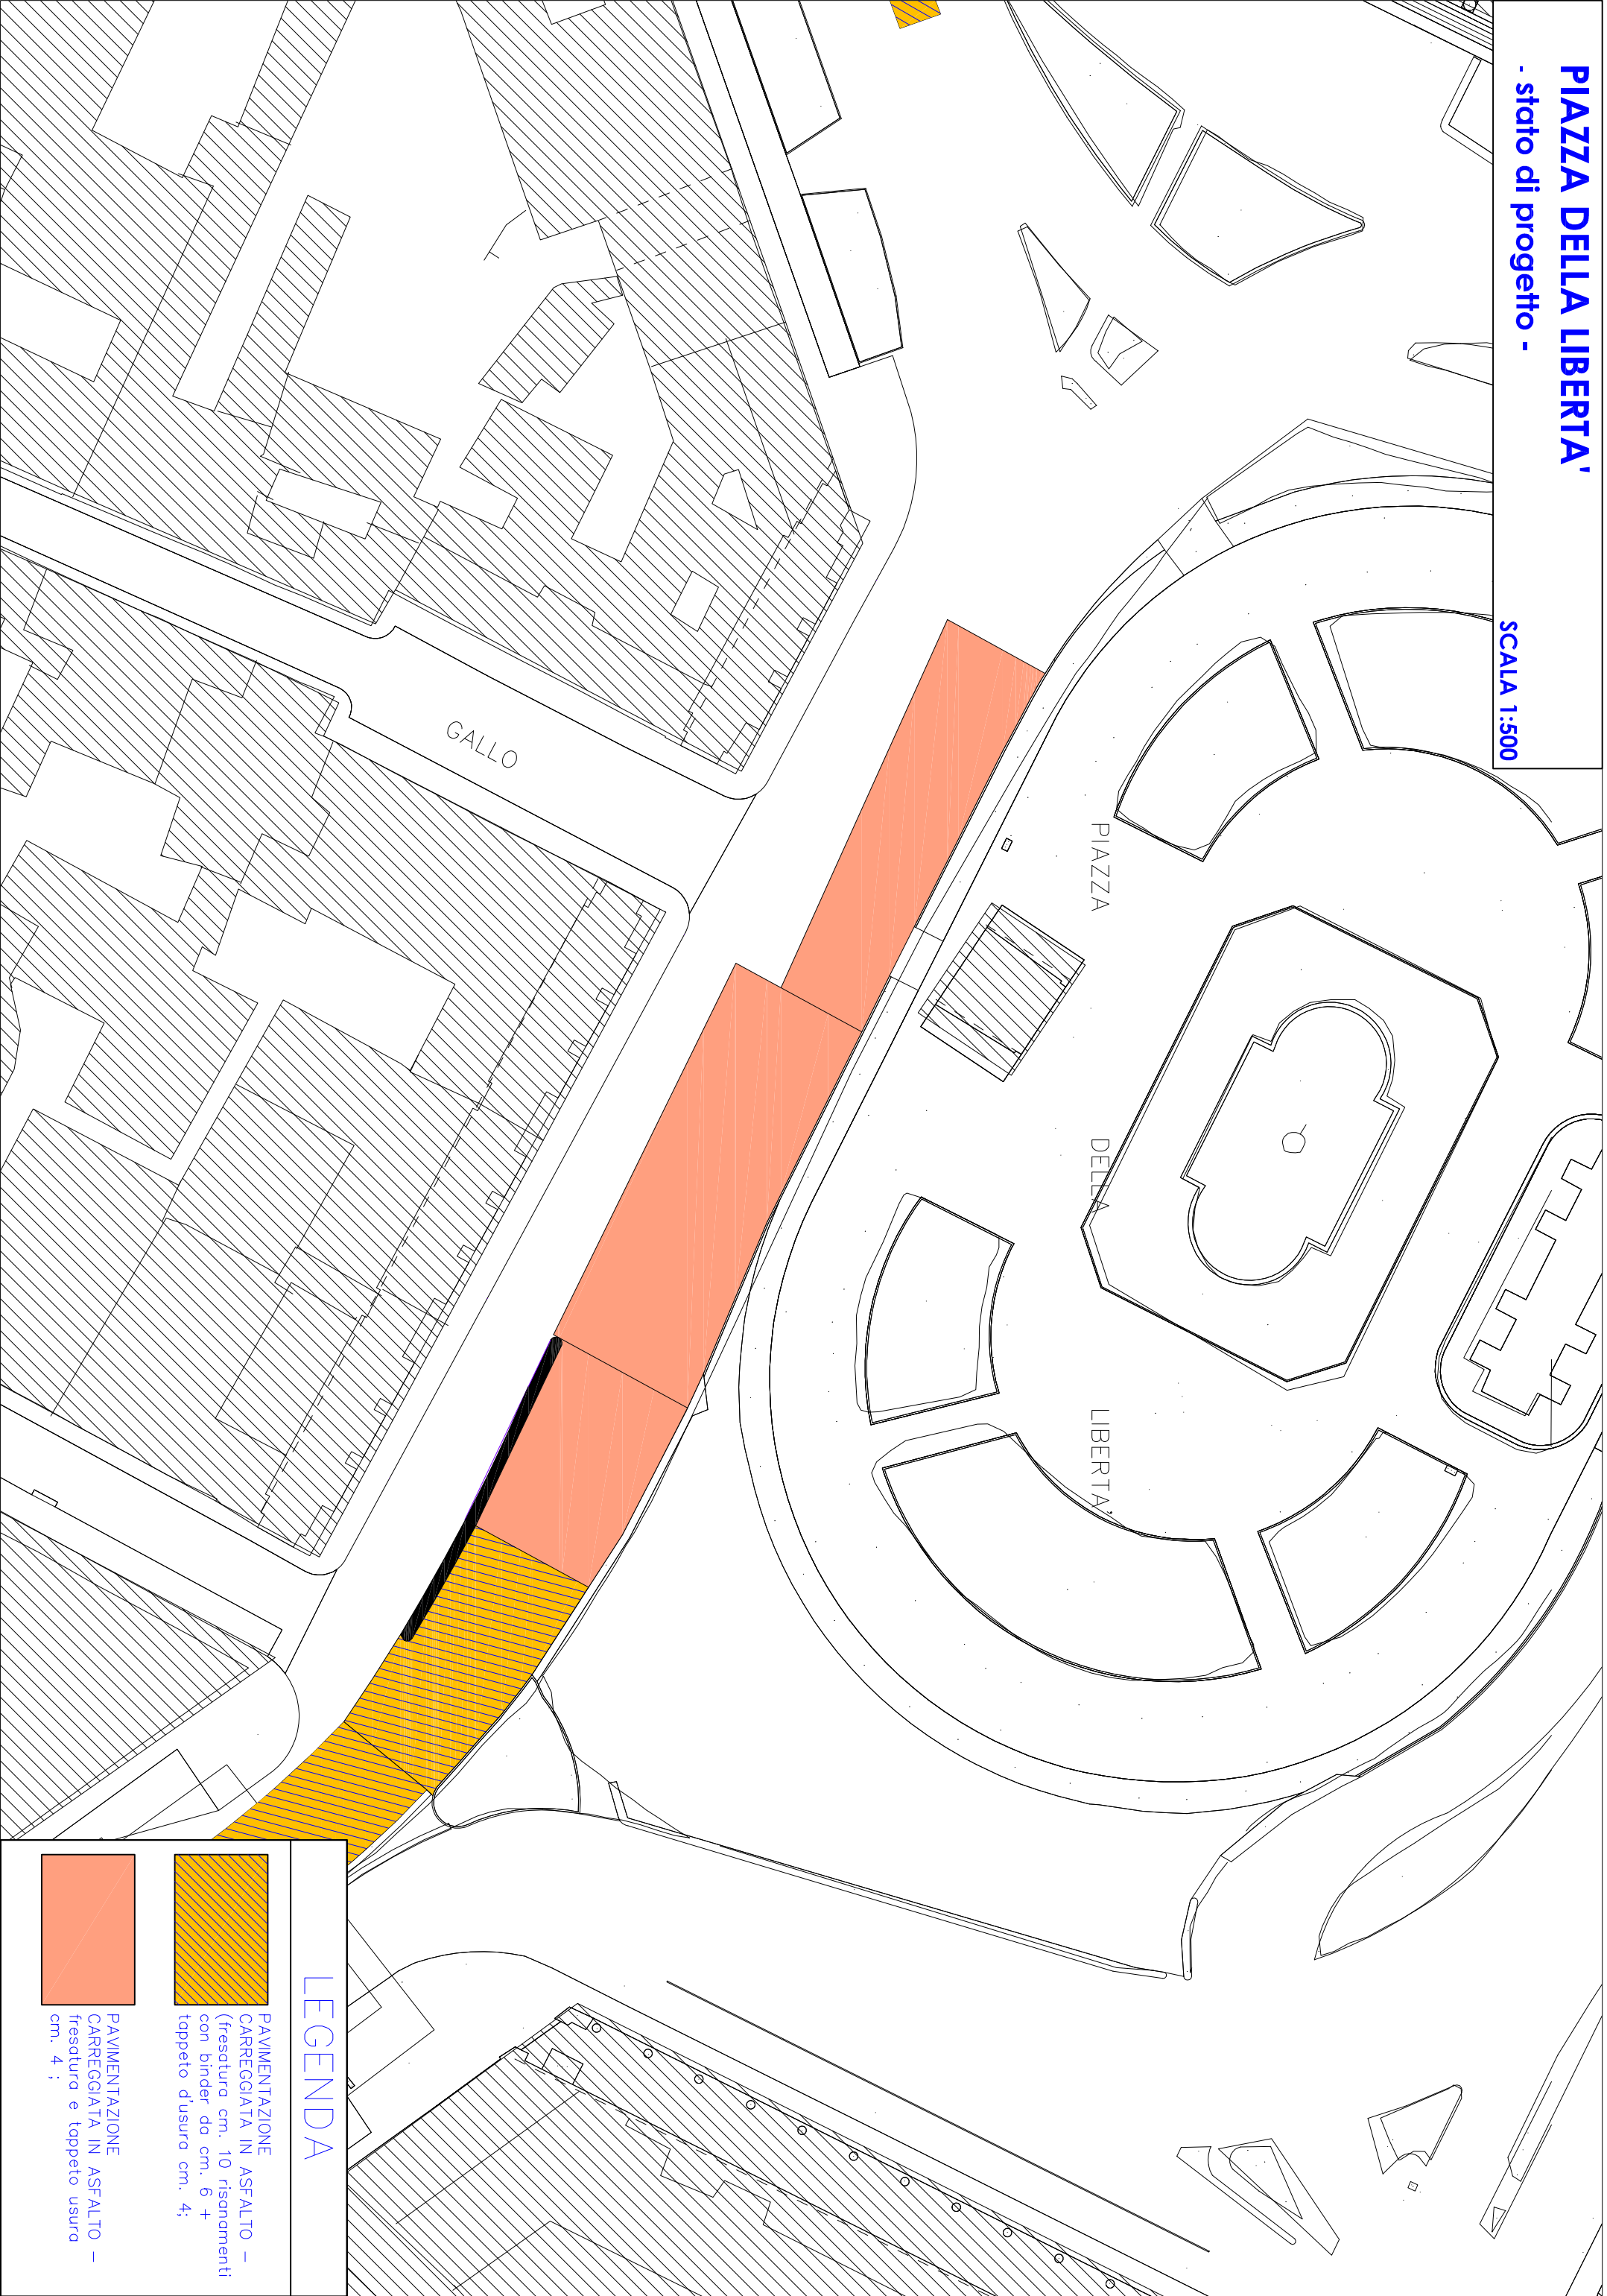 PIAZZA DELLA LIBERTA'
- stato di progetto -
SCALA 1:500
GALLO
PIAZZA
DELLA
LIBERTA'
LEGENDA
PAVIMENTAZIONE
CARREGGIATA IN ASFALTO –
(fresatura cm. 10 risanamenti
con binder da cm. 6 +
tappeto d'usura cm. 4;
PAVIMENTAZIONE
CARREGGIATA IN ASFALTO –
fresatura e tappeto usura
cm. 4 ;